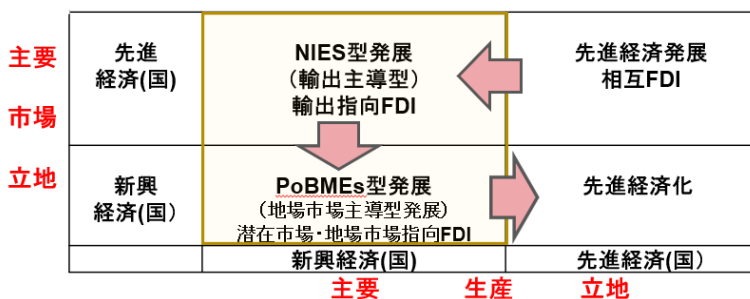 主要
市場
立地
先進
経済(国)
NIES型発展
（輸出主導型）
輸出指向FDI
先進経済発展
相互FDI
新興
経済(国）
PoBMEs型発展
（地場市場主導型発展）
潜在市場・地場市場指向FDI
先進経済化
新興経済(国)
先進経済(国）
主要 生産 立地